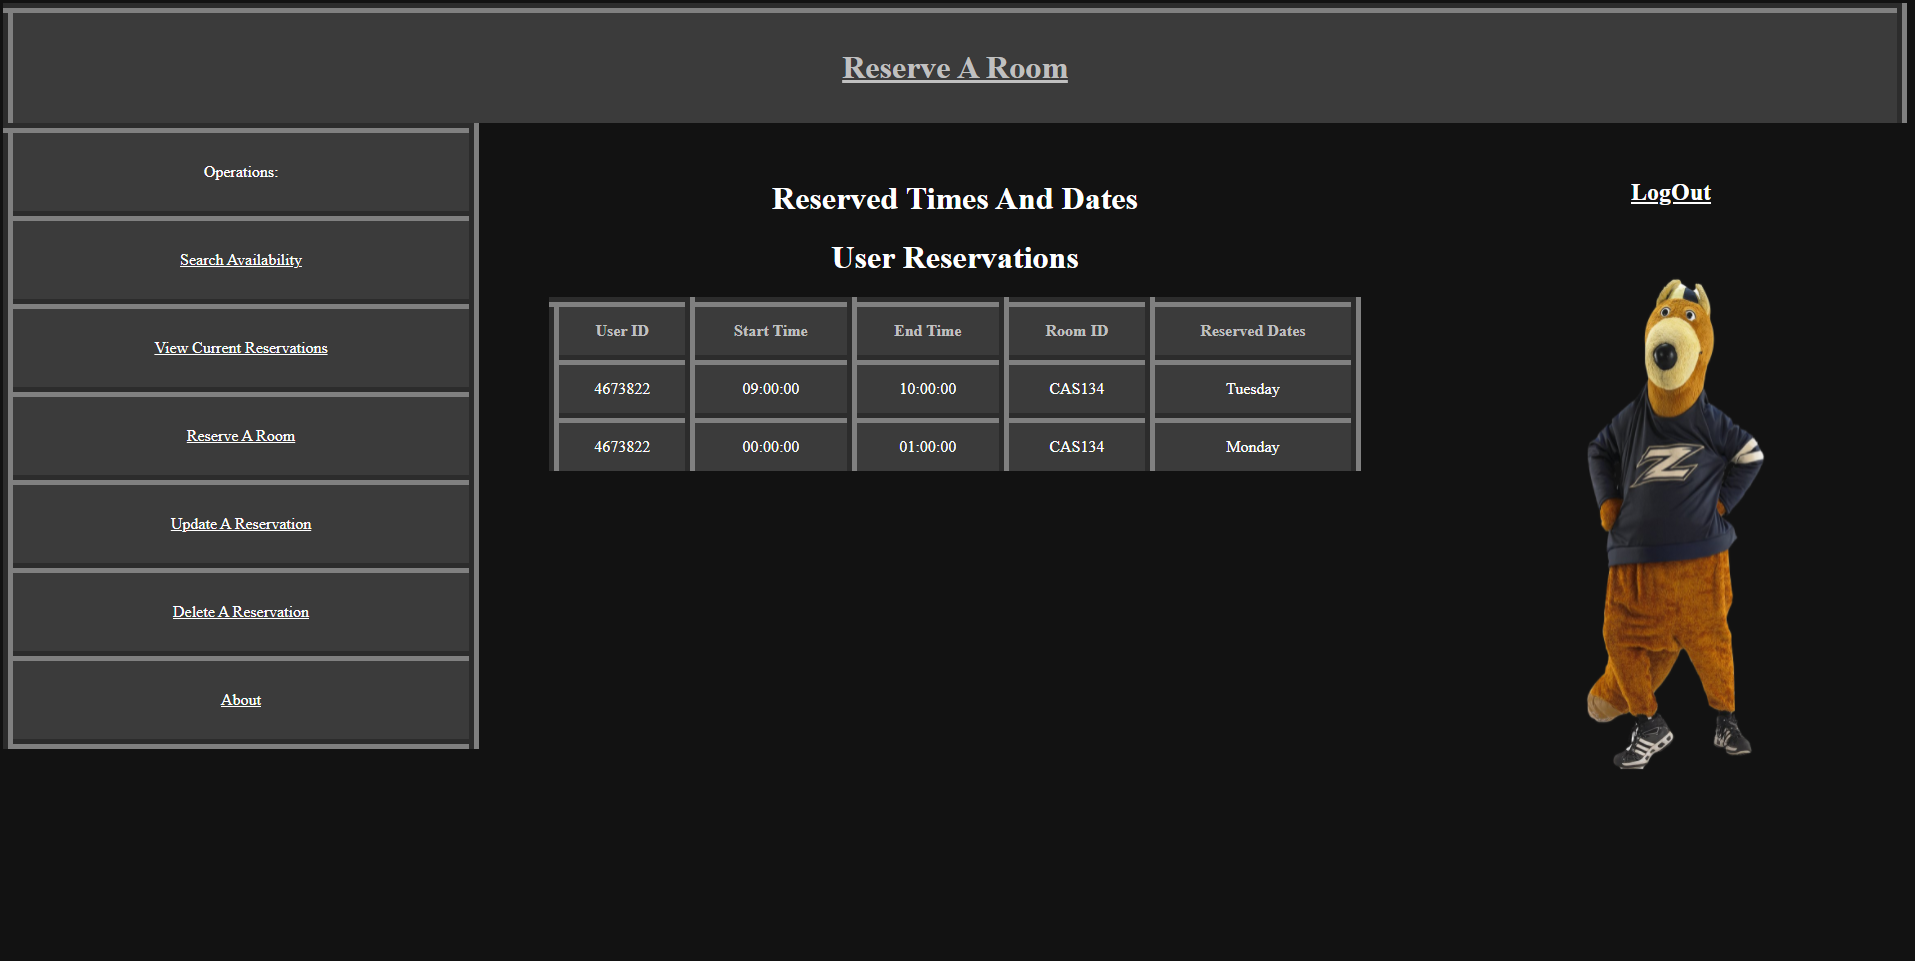 Reserve A Room
Operations:
Search Availability
View Current Reservations
Reserve A Room
Update A Reservation
Delete A Reservation
About
Reserved Times And Dates
User Reservations
User ID Start Time End Time Room ID Reserved Dates
4673822 09:00:00 10:00:00 CAS134 Tuesday
4673822 00:00:00 01:00:00 CAS134 Monday
LogOut
Z